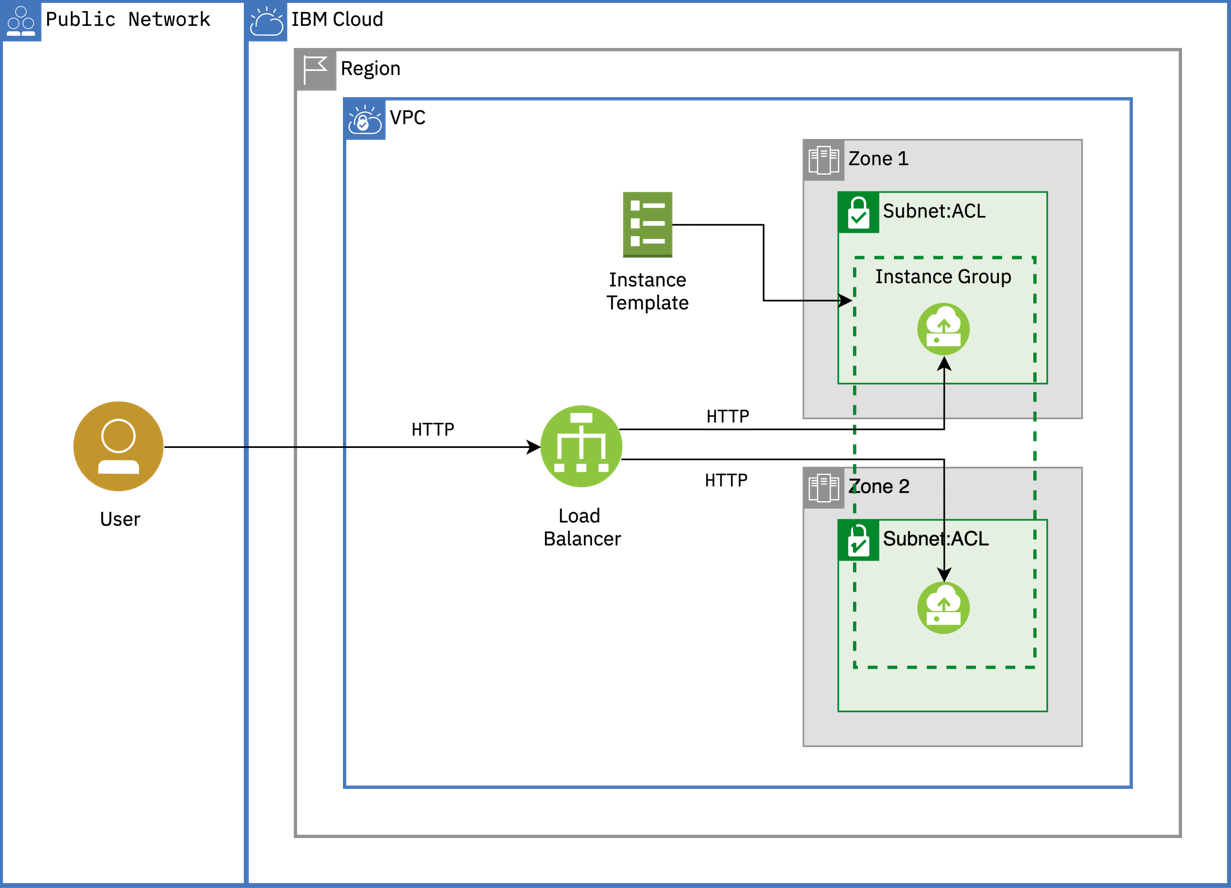 Public Network
IBM Cloud
Region
VPC
Zone 1
Subnet:ACL
Instance Group
Instance
Template
HTTP
HTTP
HTTP
User
Load
Balancer
Zone 2
Subnet:ACL